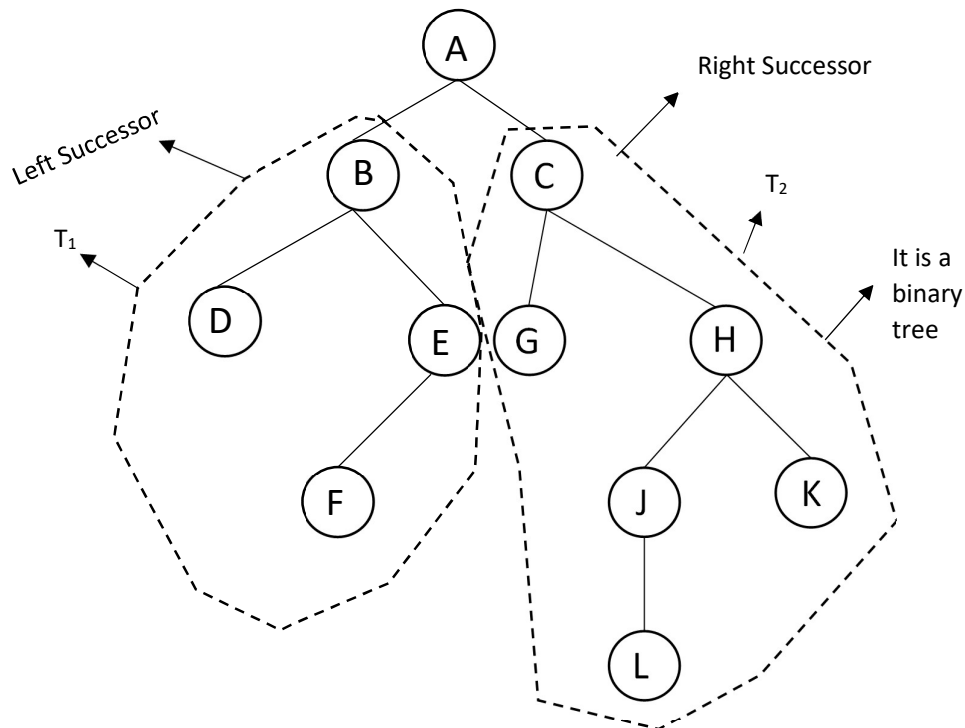 A
Right Successor
Left Successor
B
C
T₂
T₁
It is a
binary
tree
D
E
G
H
F
J
K
L